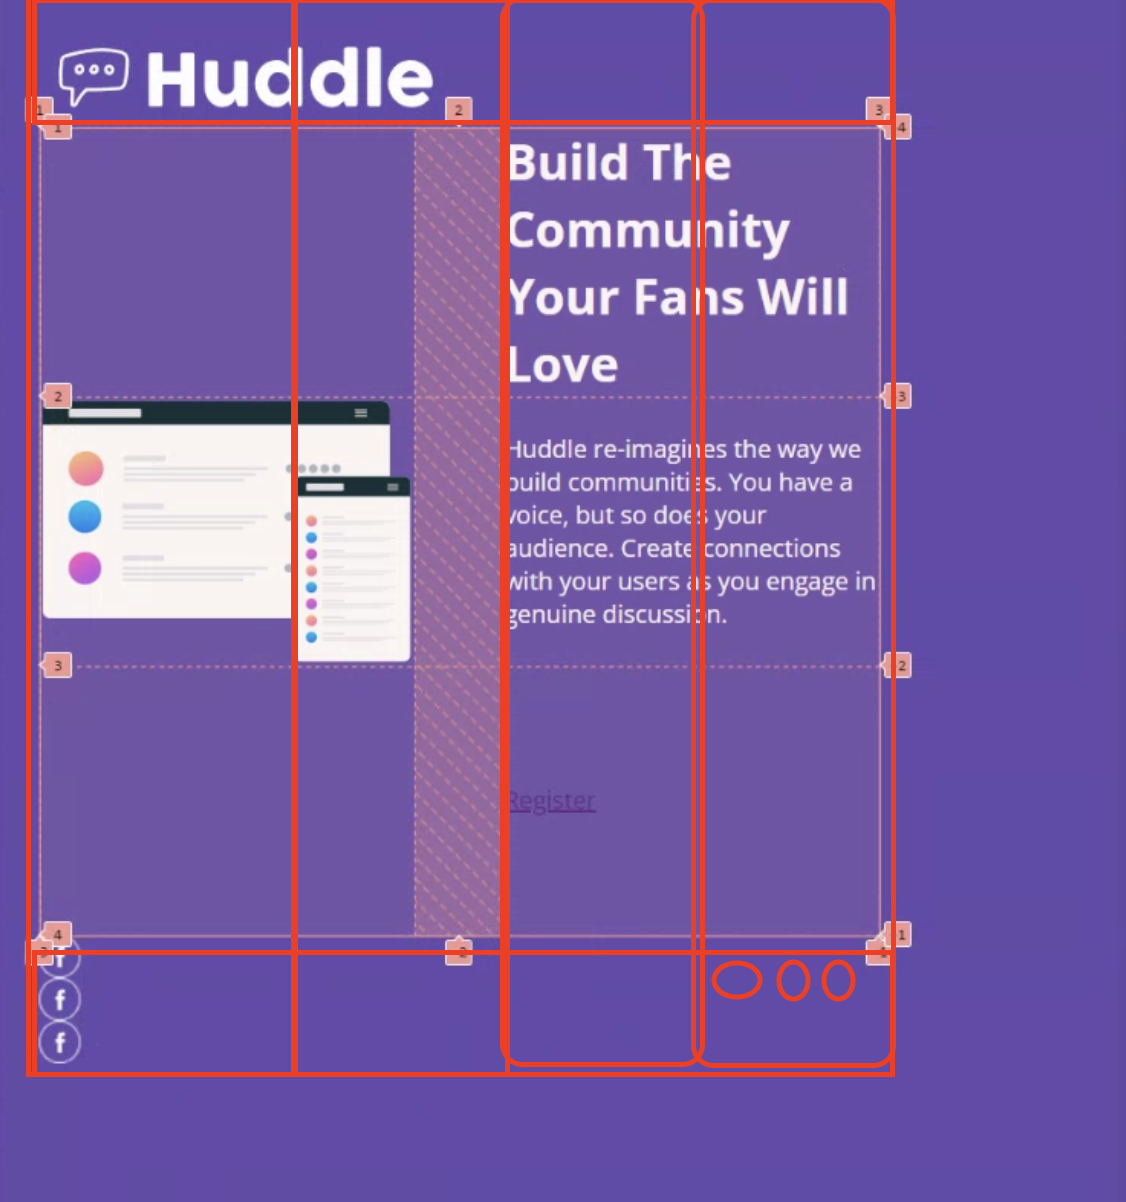 Huddle
1
2
3
1
4
Build The
Community
Your Fans Will
Love
2
3
Huddle re-imagines the way we
build communities. You have a
voice, but so does your
audience. Create connections
with your users as you engage in
genuine discussion.
3
2
Register
4
1
f
f
f